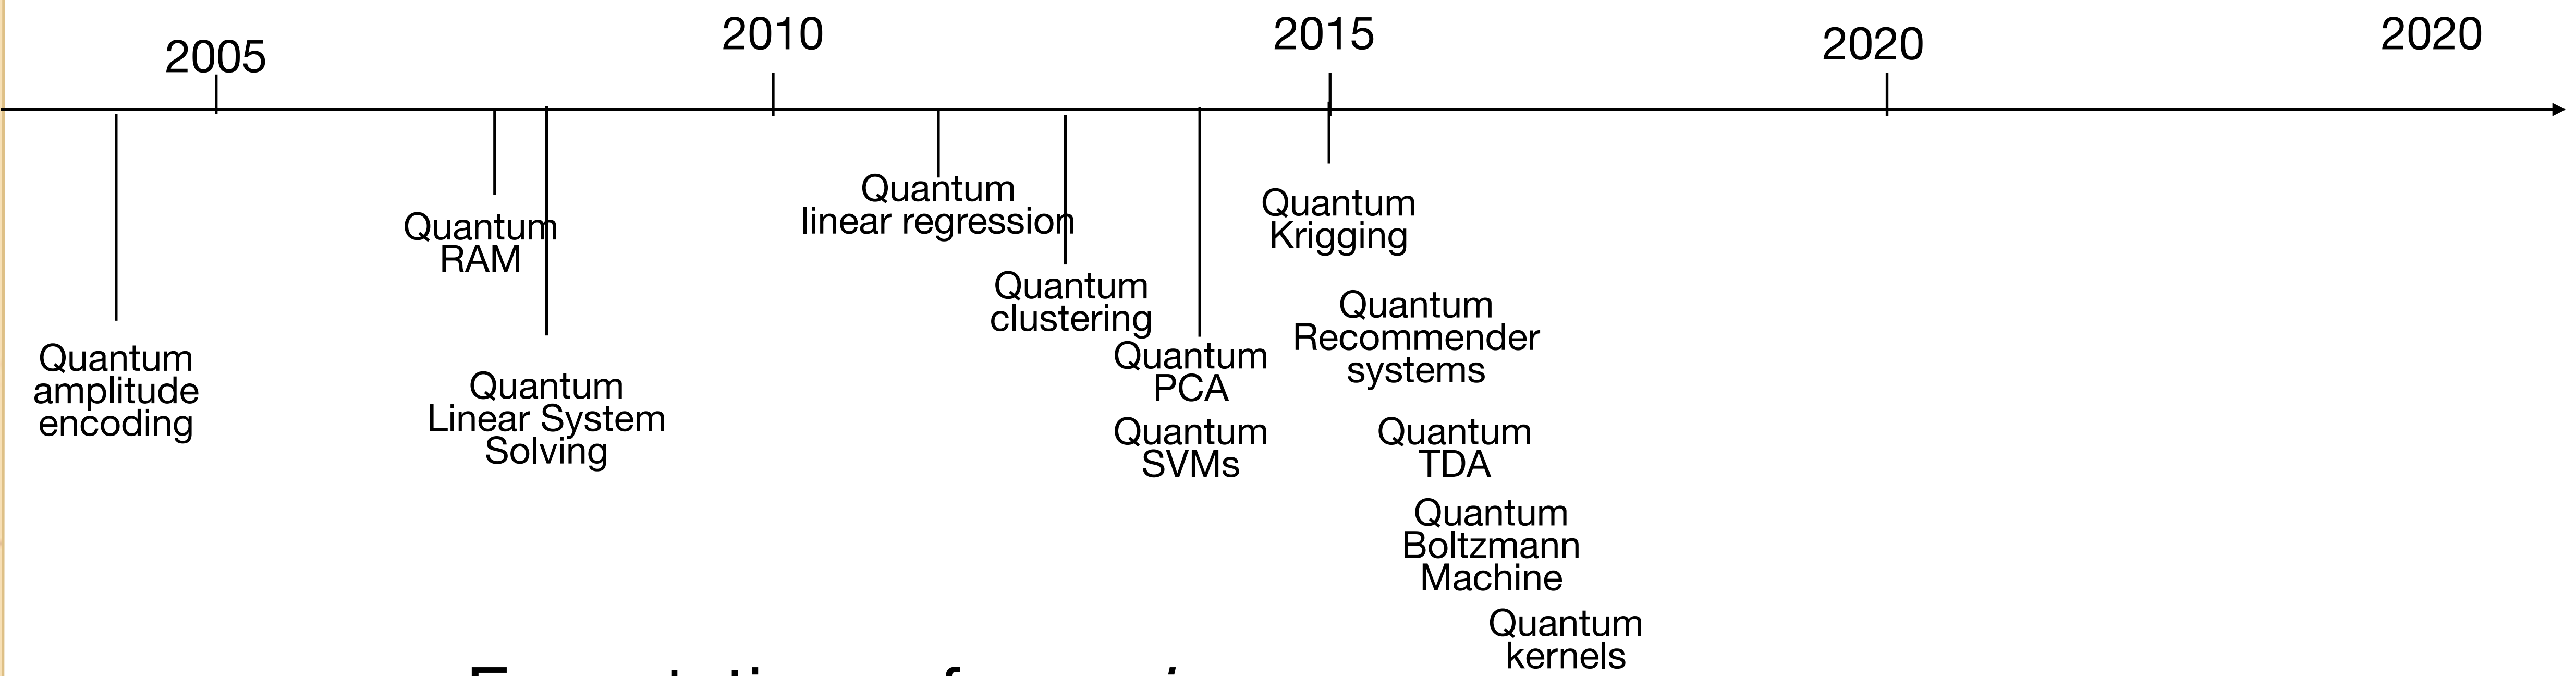 2005
2010
2015
2020
2020
Quantum
amplitude
encoding
Quantum
RAM
Quantum
Linear System
Solving
Quantum
linear regression
Quantum
clustering
Quantum
PCA
Quantum
SVMs
Quantum
Krigging
Quantum
Recommender
systems
Quantum
TDA
Quantum
Boltzmann
Machine
Quantum
kernels